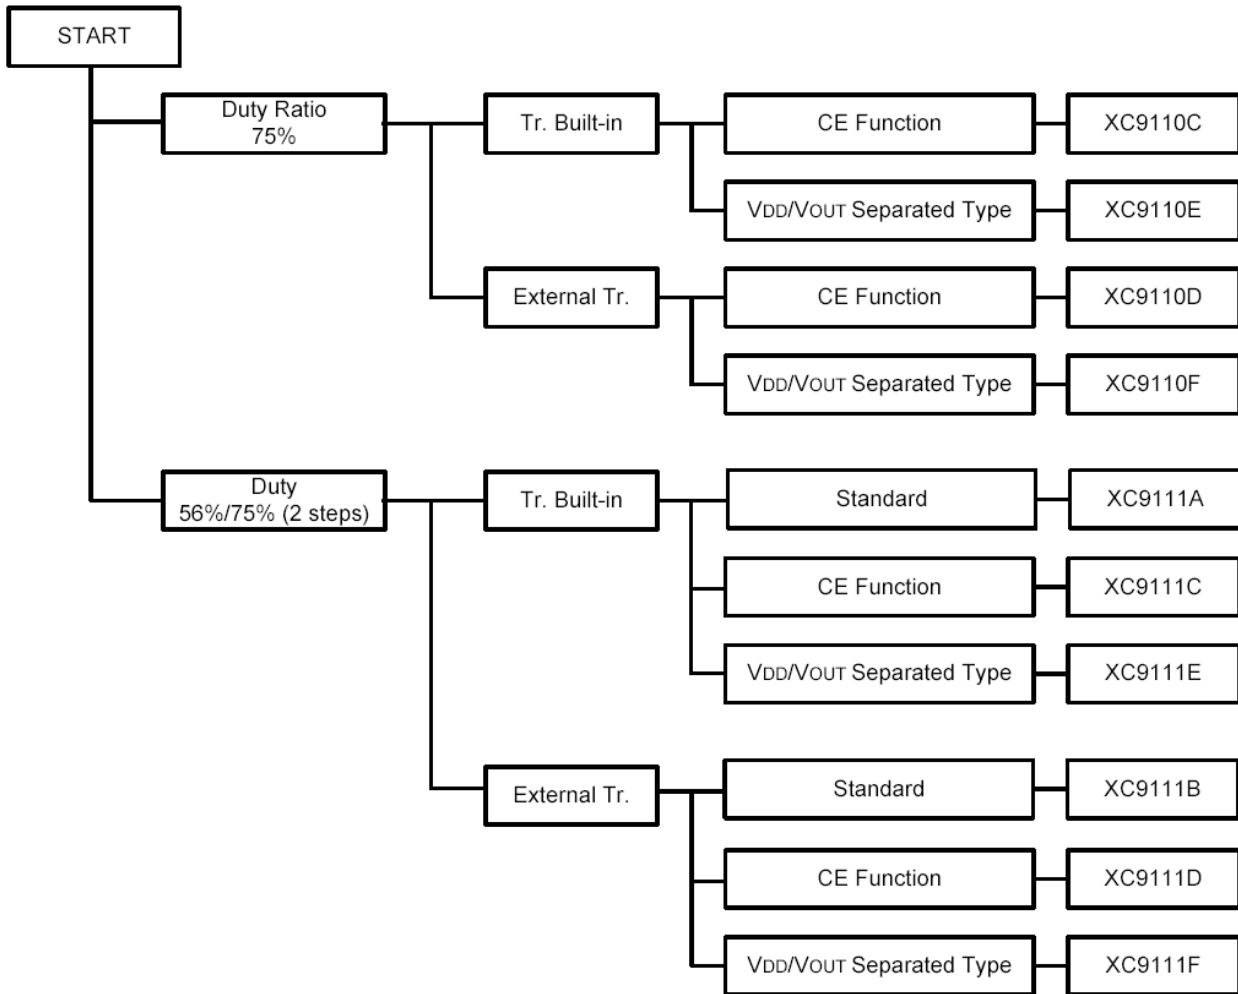 START
Duty Ratio
75%
Tr. Built-in
CE Function
XC9110C
VDD/VOUT Separated Type
XC9110E
External Tr.
CE Function
XC9110D
VDD/VOUT Separated Type
XC9110F
Duty
56%/75% (2 steps)
Tr. Built-in
Standard
XC9111A
CE Function
XC9111C
VDD/VOUT Separated Type
XC9111E
External Tr.
Standard
XC9111B
CE Function
XC9111D
VDD/VOUT Separated Type
XC9111F